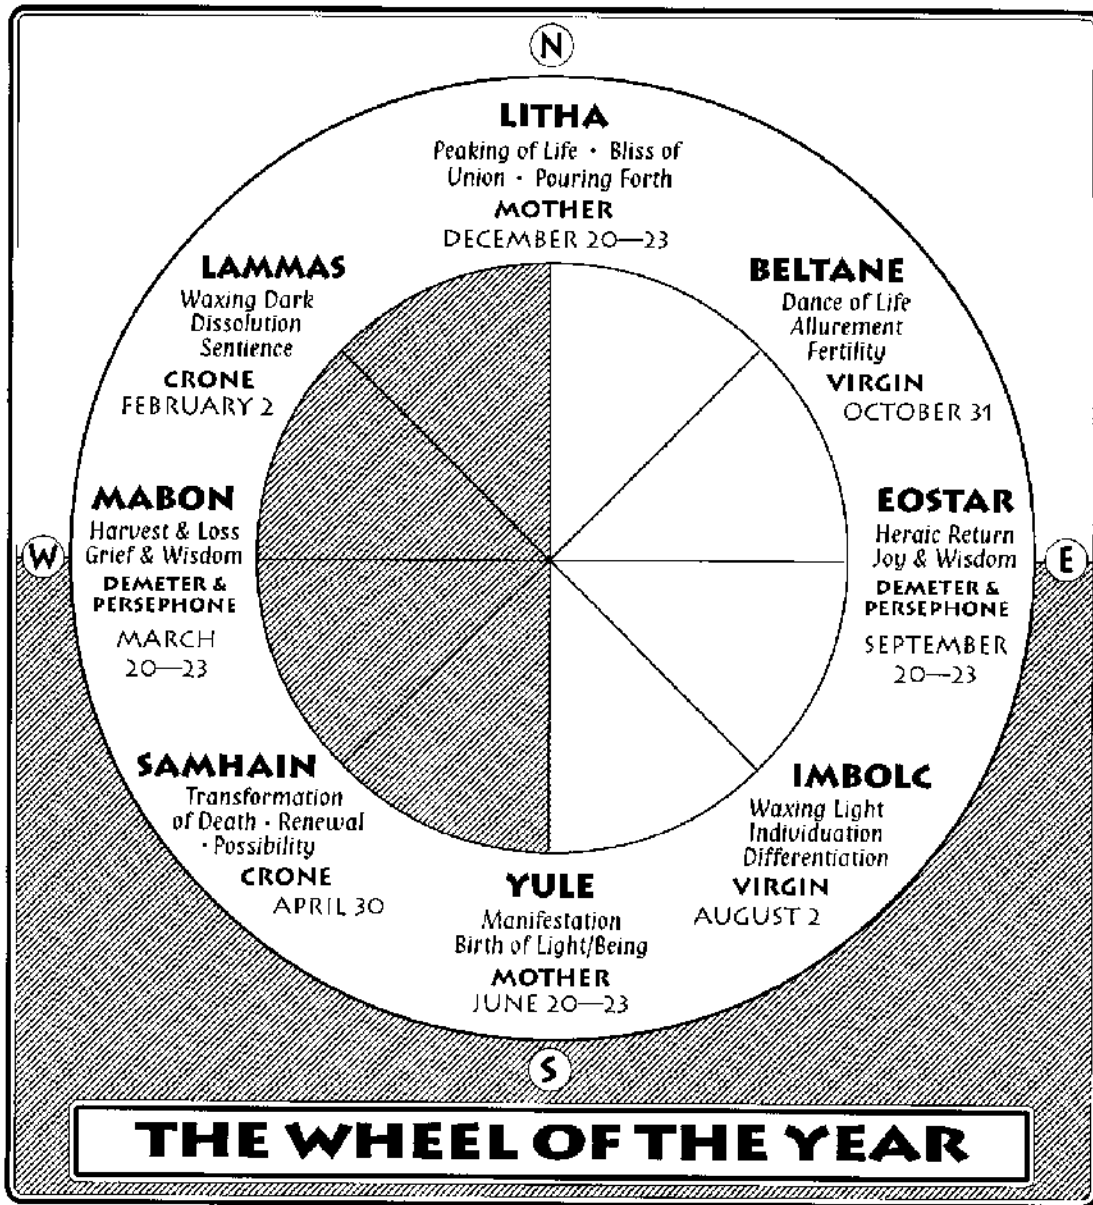 N
LITHA
Peaking of Life • Bliss of
Union • Pouring Forth
MOTHER
DECEMBER 20—23
LAMMAS
Waxing Dark
Dissolution
Sentience
CRONE
FEBRUARY 2
BELTANE
Dance of Life
Allurement
Fertility
VIRGIN
OCTOBER 31
W
MABON
Harvest & Loss
Grief & Wisdom
DEMETER &
PERSEPHONE
MARCH
20—23
EOSTAR
Heraic Return
Joy & Wisdom
DEMETER &
PERSEPHONE
SEPTEMBER
20—23
E
SAMHAIN
Transformation
of Death • Renewal
• Possibility
CRONE
APRIL 30
IMBOLC
Waxing Light
Individuation
Differentiation
VIRGIN
AUGUST 2
YULE
Manifestation
Birth of Light/Being
MOTHER
JUNE 20—23
S
THE WHEEL OF THE YEAR